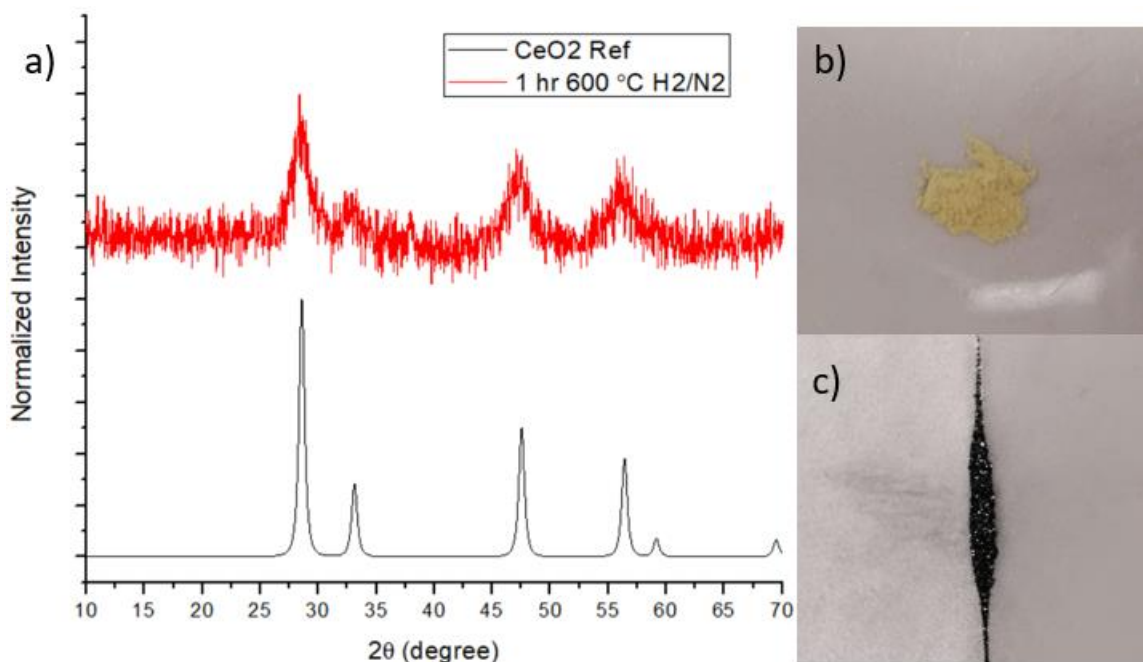 a)
CeO2 Ref
1 hr 600 °C H2/N2
Normalized Intensity
10 15 20 25 30 35 40 45 50 55 60 65 70
2θ (degree)
b)
c)